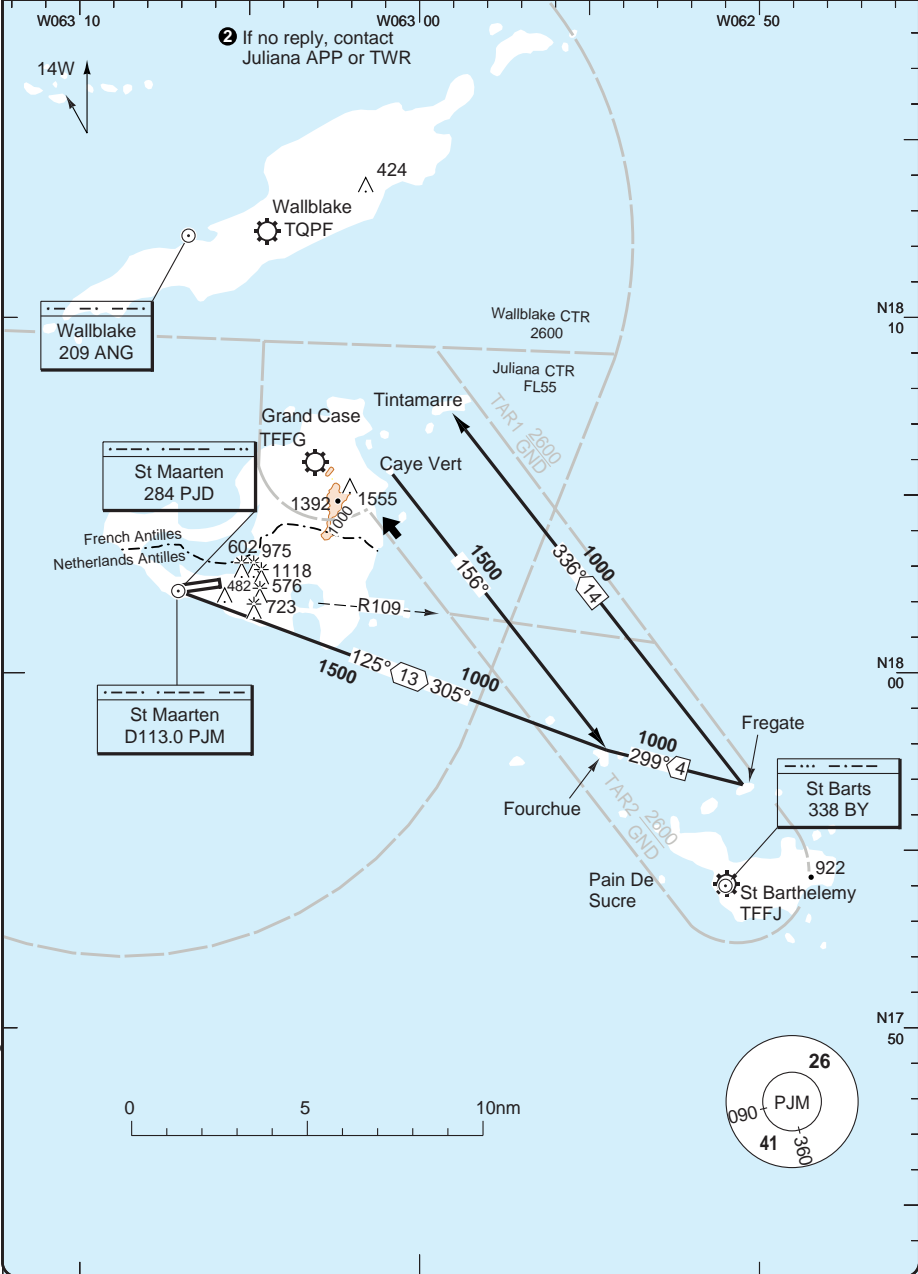 W063 10
W063 00
W062 50
❷ If no reply, contact
Juliana APP or TWR
14W
424
Wallblake
TQPF
Wallblake
209 ANG
Wallblake CTR
2600
N18
10
Juliana CTR
FL55
TAR1 2600
GND
Tintamarre
Grand Case
TFFG
Caye Vert
St Maarten
284 PJD
1392
1555
1000
French Antilles
Netherlands Antilles
602
975
1118
482
576
723
R109
1500
156°
1000
336°
14
125°
13
305°
1500
1000
N18
00
St Maarten
D113.0 PJM
1000
299°
4
Fregate
Fourchue
St Barts
338 BY
TAR2 2600
GND
922
Pain De
Sucre
St Barthelemy
TFFJ
N17
50
26
PJM
090
41
360
0
5
10nm